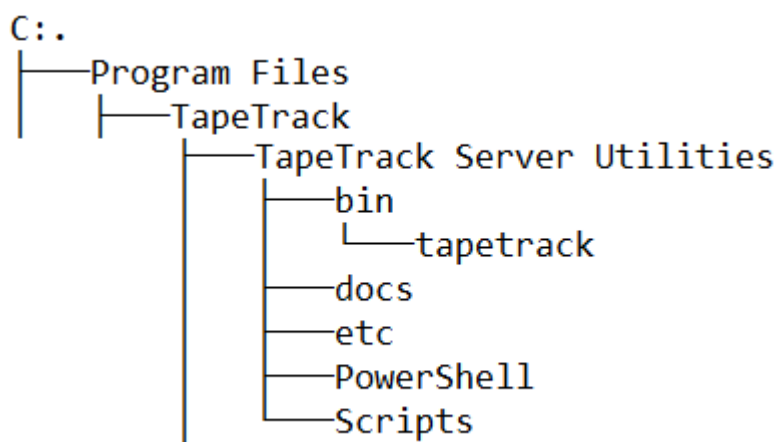 C:.
├───Program Files
│   ├───TapeTrack
│       ├───TapeTrack Server Utilities
│       │   ├───bin
│       │   │   └───tapetrack
│       │   ├───docs
│       │   ├───etc
│       │   ├───PowerShell
│       │   └───Scripts